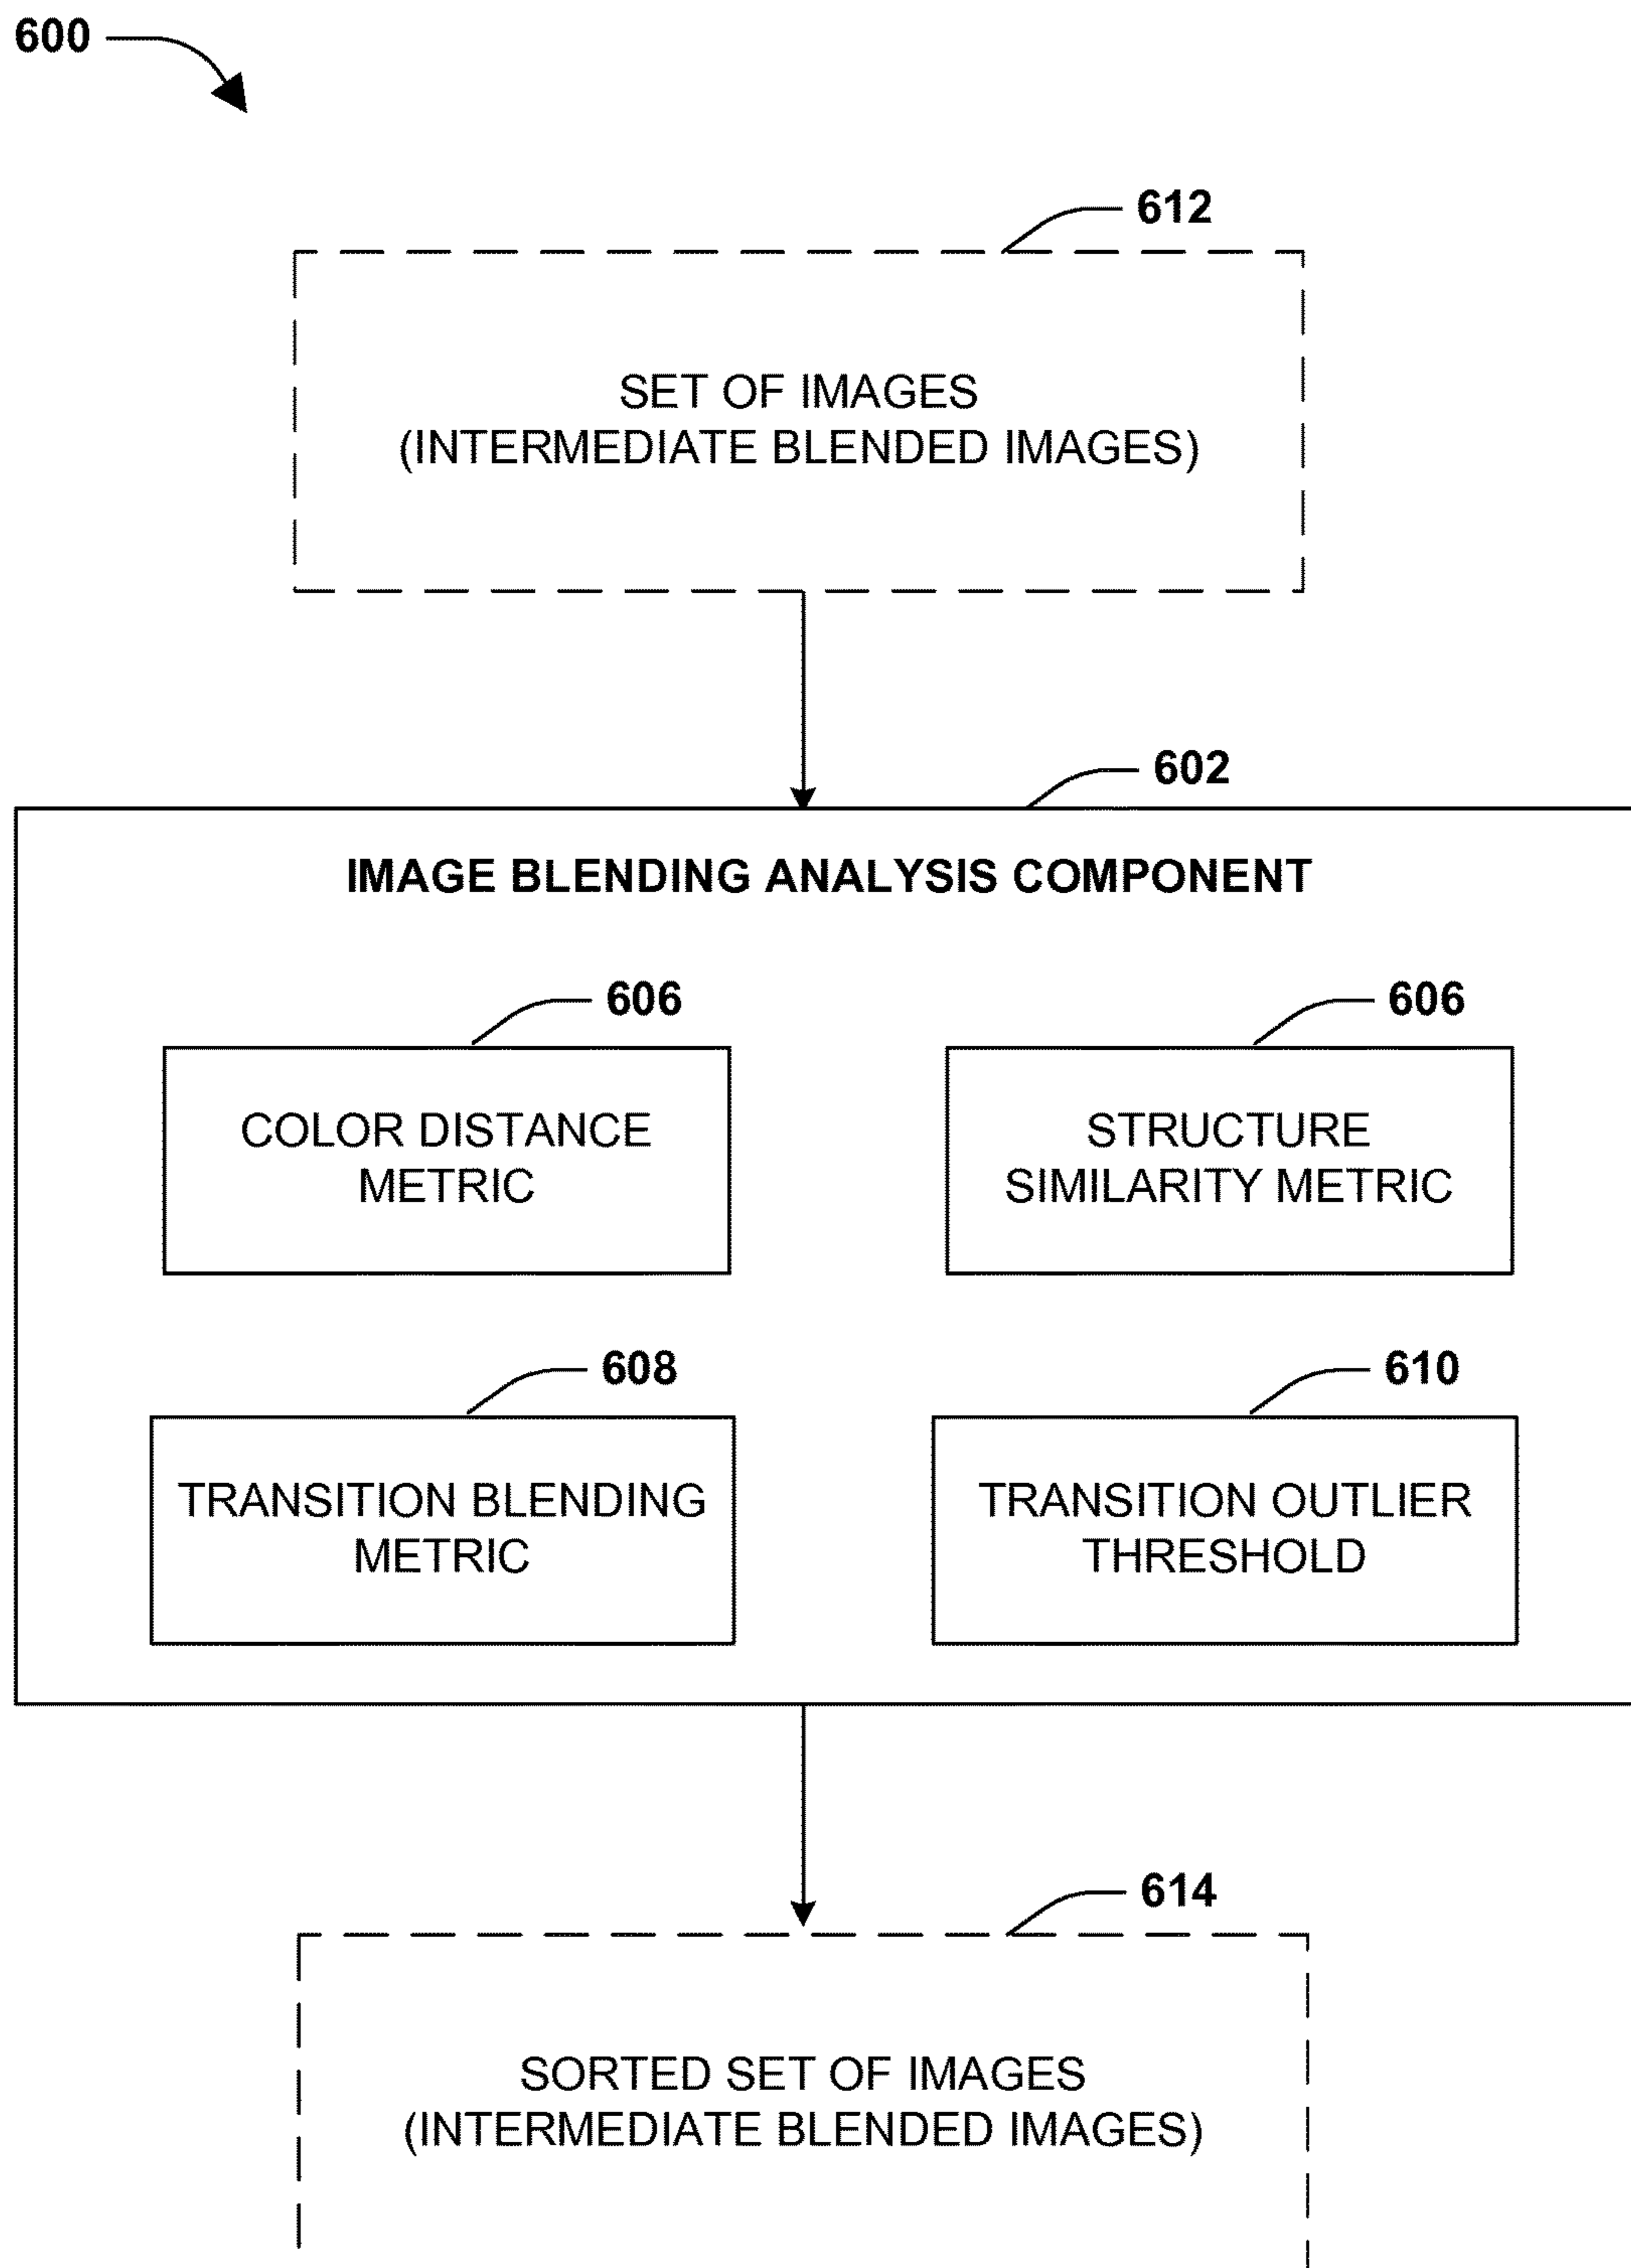 600
612
SET OF IMAGES
(INTERMEDIATE BLENDED IMAGES)
602
IMAGE BLENDING ANALYSIS COMPONENT
606
COLOR DISTANCE
METRIC
606
STRUCTURE
SIMILARITY METRIC
608
TRANSITION BLENDING
METRIC
610
TRANSITION OUTLIER
THRESHOLD
614
SORTED SET OF IMAGES
(INTERMEDIATE BLENDED IMAGES)